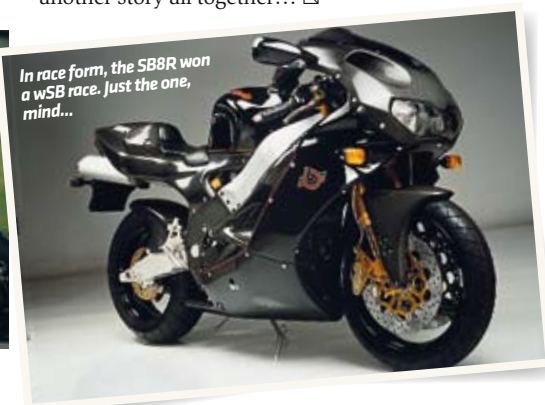 another story all together...
In race form, the SB8R won
a WSB race. Just the one,
mind...